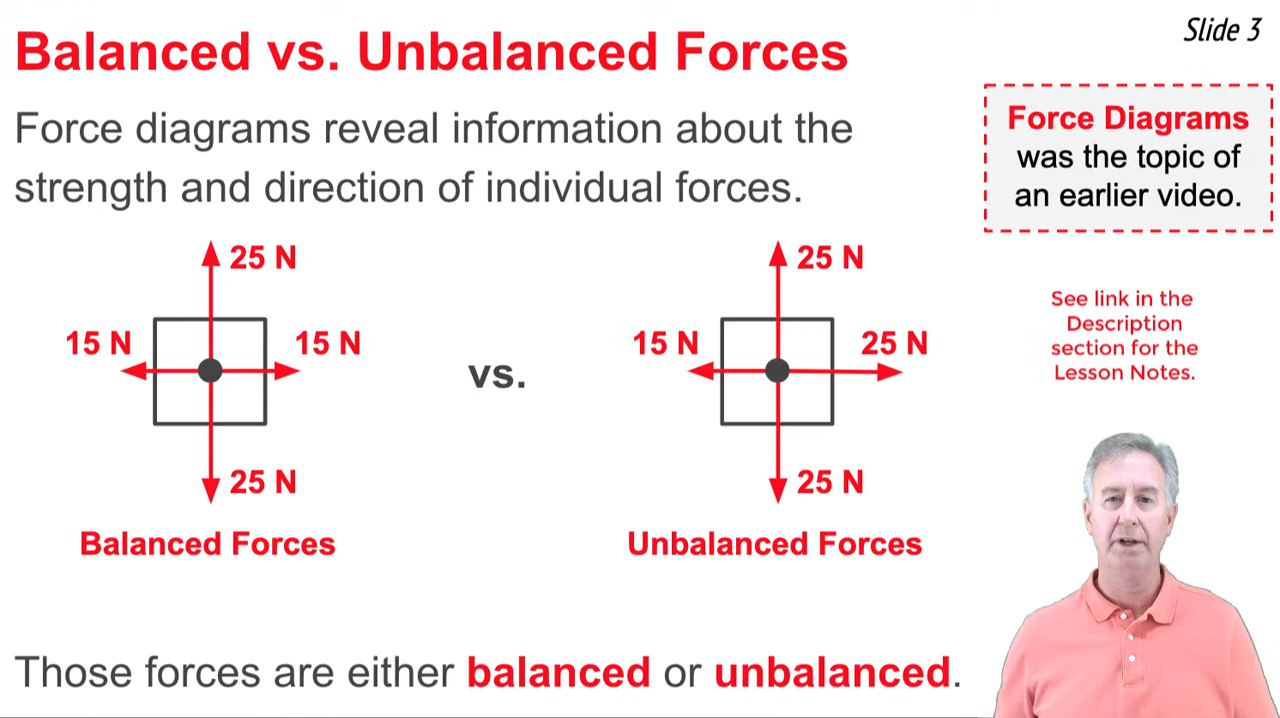 Slide 3
Balanced vs. Unbalanced Forces
Force diagrams reveal information about the
strength and direction of individual forces.
Force Diagrams
was the topic of
an earlier video.
25 N
15 N
15 N
25 N
Balanced Forces
vs.
25 N
15 N
25 N
25 N
Unbalanced Forces
See link in the
Description
section for the
Lesson Notes.
Those forces are either balanced or unbalanced.